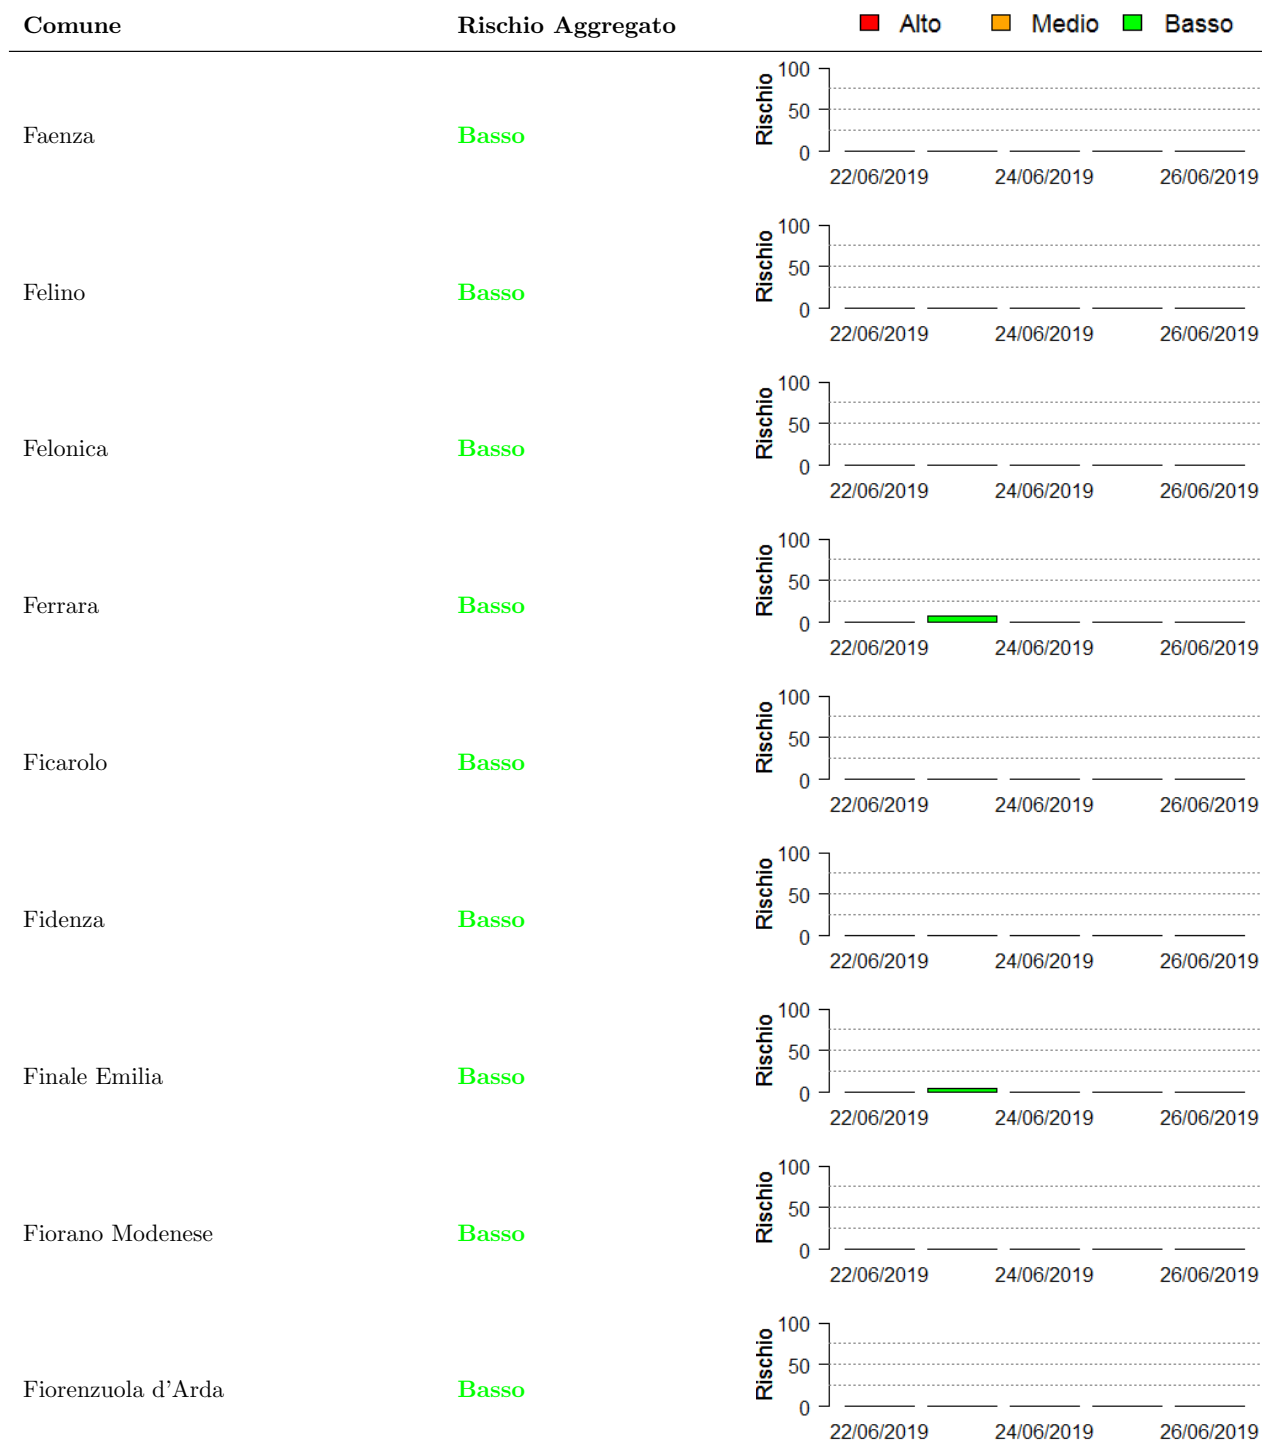 Comune Rischio Aggregato Alto Medio Basso
Faenza Basso
Rischio
100
50
0
22/06/2019 24/06/2019 26/06/2019
Felino Basso
Rischio
100
50
0
22/06/2019 24/06/2019 26/06/2019
Felonica Basso
Rischio
100
50
0
22/06/2019 24/06/2019 26/06/2019
Ferrara Basso
Rischio
100
50
0
22/06/2019 24/06/2019 26/06/2019
Ficarolo Basso
Rischio
100
50
0
22/06/2019 24/06/2019 26/06/2019
Fidenza Basso
Rischio
100
50
0
22/06/2019 24/06/2019 26/06/2019
Finale Emilia Basso
Rischio
100
50
0
22/06/2019 24/06/2019 26/06/2019
Fiorano Modenese Basso
Rischio
100
50
0
22/06/2019 24/06/2019 26/06/2019
Fiorenzuola d'Arda Basso
Rischio
100
50
0
22/06/2019 24/06/2019 26/06/2019